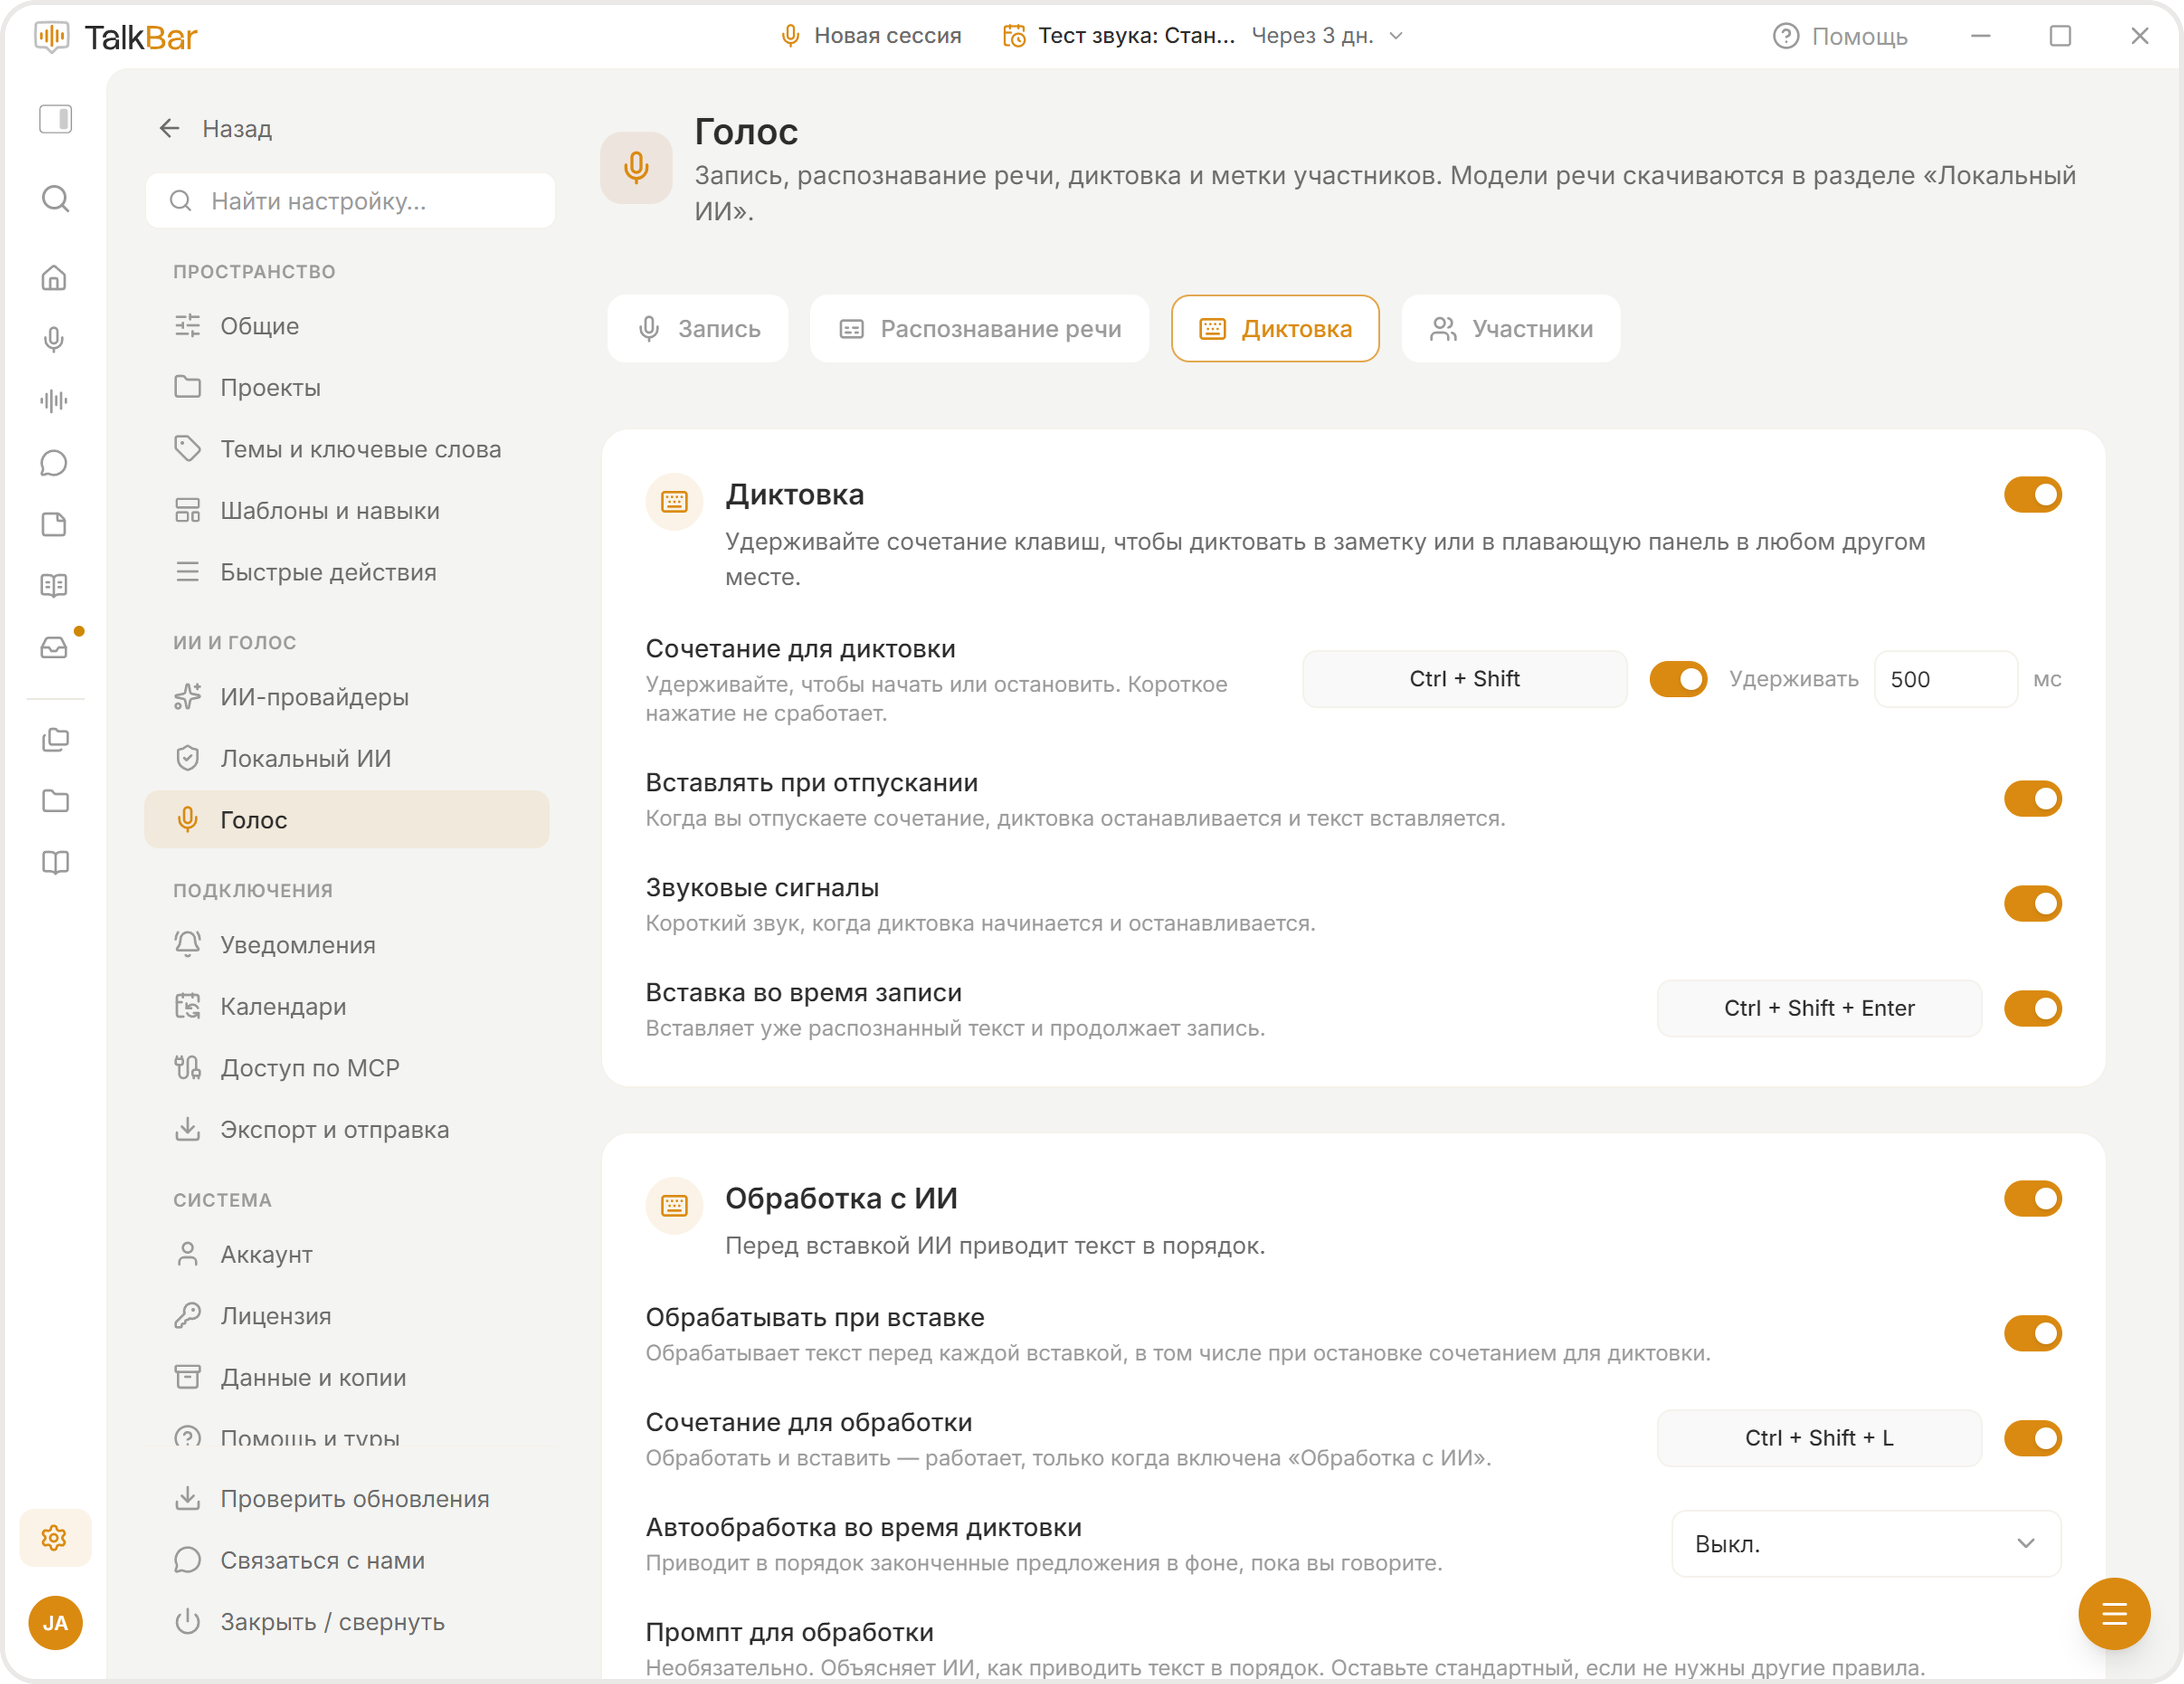 TalkBar
Новая сессия
Тест звука: Стан... Через 3 дн.
Помощь
Назад
Найти настройку...
ПРОСТРАНСТВО
Общие
Проекты
Темы и ключевые слова
Шаблоны и навыки
Быстрые действия
ИИ И ГОЛОС
ИИ-провайдеры
Локальный ИИ
Голос
ПОДКЛЮЧЕНИЯ
Уведомления
Календари
Доступ по MCP
Экспорт и отправка
СИСТЕМА
Аккаунт
Лицензия
Данные и копии
Помощь и туры
Проверить обновления
Связаться с нами
Закрыть / свернуть
JA
Голос
Запись, распознавание речи, диктовка и метки участников. Модели речи скачиваются в разделе «Локальный
ИИ».
Запись
Распознавание речи
Диктовка
Участники
Диктовка
Удерживайте сочетание клавиш, чтобы диктовать в заметку или в плавающую панель в любом другом
месте.
Сочетание для диктовки
Удерживайте, чтобы начать или остановить. Короткое
нажатие не сработает.
Ctrl + Shift
Удерживать 500 мс
Вставлять при отпускании
Когда вы отпускаете сочетание, диктовка останавливается и текст вставляется.
Звуковые сигналы
Короткий звук, когда диктовка начинается и останавливается.
Вставка во время записи
Вставляет уже распознанный текст и продолжает запись.
Ctrl + Shift + Enter
Обработка с ИИ
Перед вставкой ИИ приводит текст в порядок.
Обрабатывать при вставке
Обрабатывает текст перед каждой вставкой, в том числе при остановке сочетанием для диктовки.
Сочетание для обработки
Обработать и вставить — работает, только когда включена «Обработка с ИИ».
Ctrl + Shift + L
Автообработка во время диктовки
Приводит в порядок законченные предложения в фоне, пока вы говорите.
Выкл.
Промпт для обработки
Необязательно. Объясняет ИИ, как приводить текст в порядок. Оставьте стандартный, если не нужны другие правила.